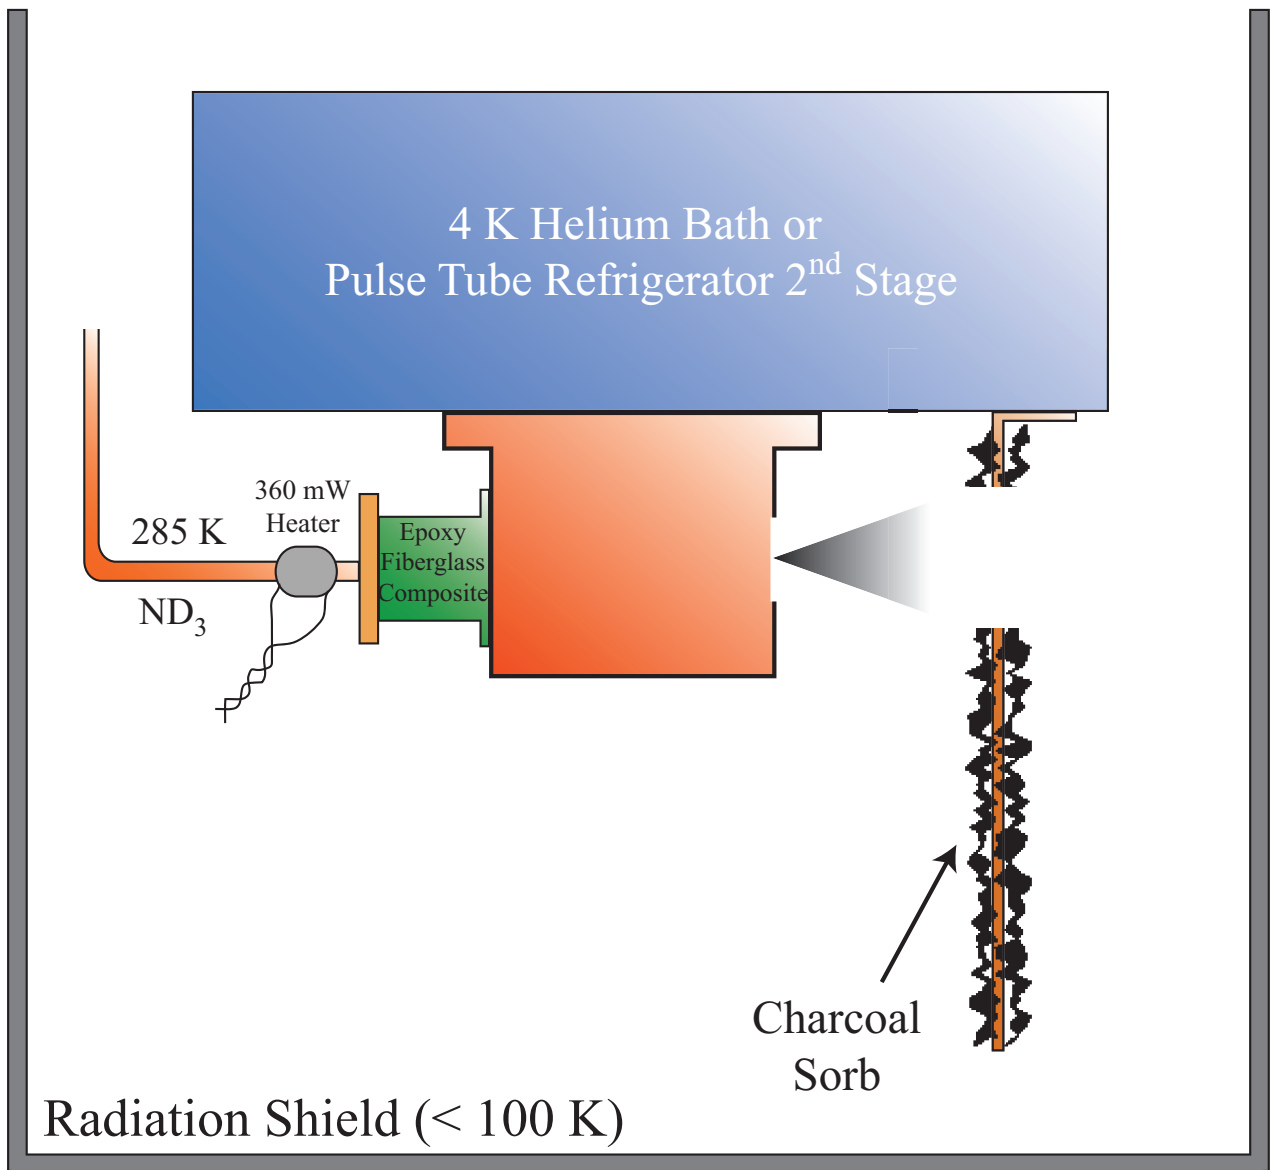 4 K Helium Bath or
Pulse Tube Refrigerator 2nd Stage
360 mW
Heater
285 K
ND3
Epoxy
Fiberglass
Composite
Charcoal
Sorb
Radiation Shield (< 100 K)